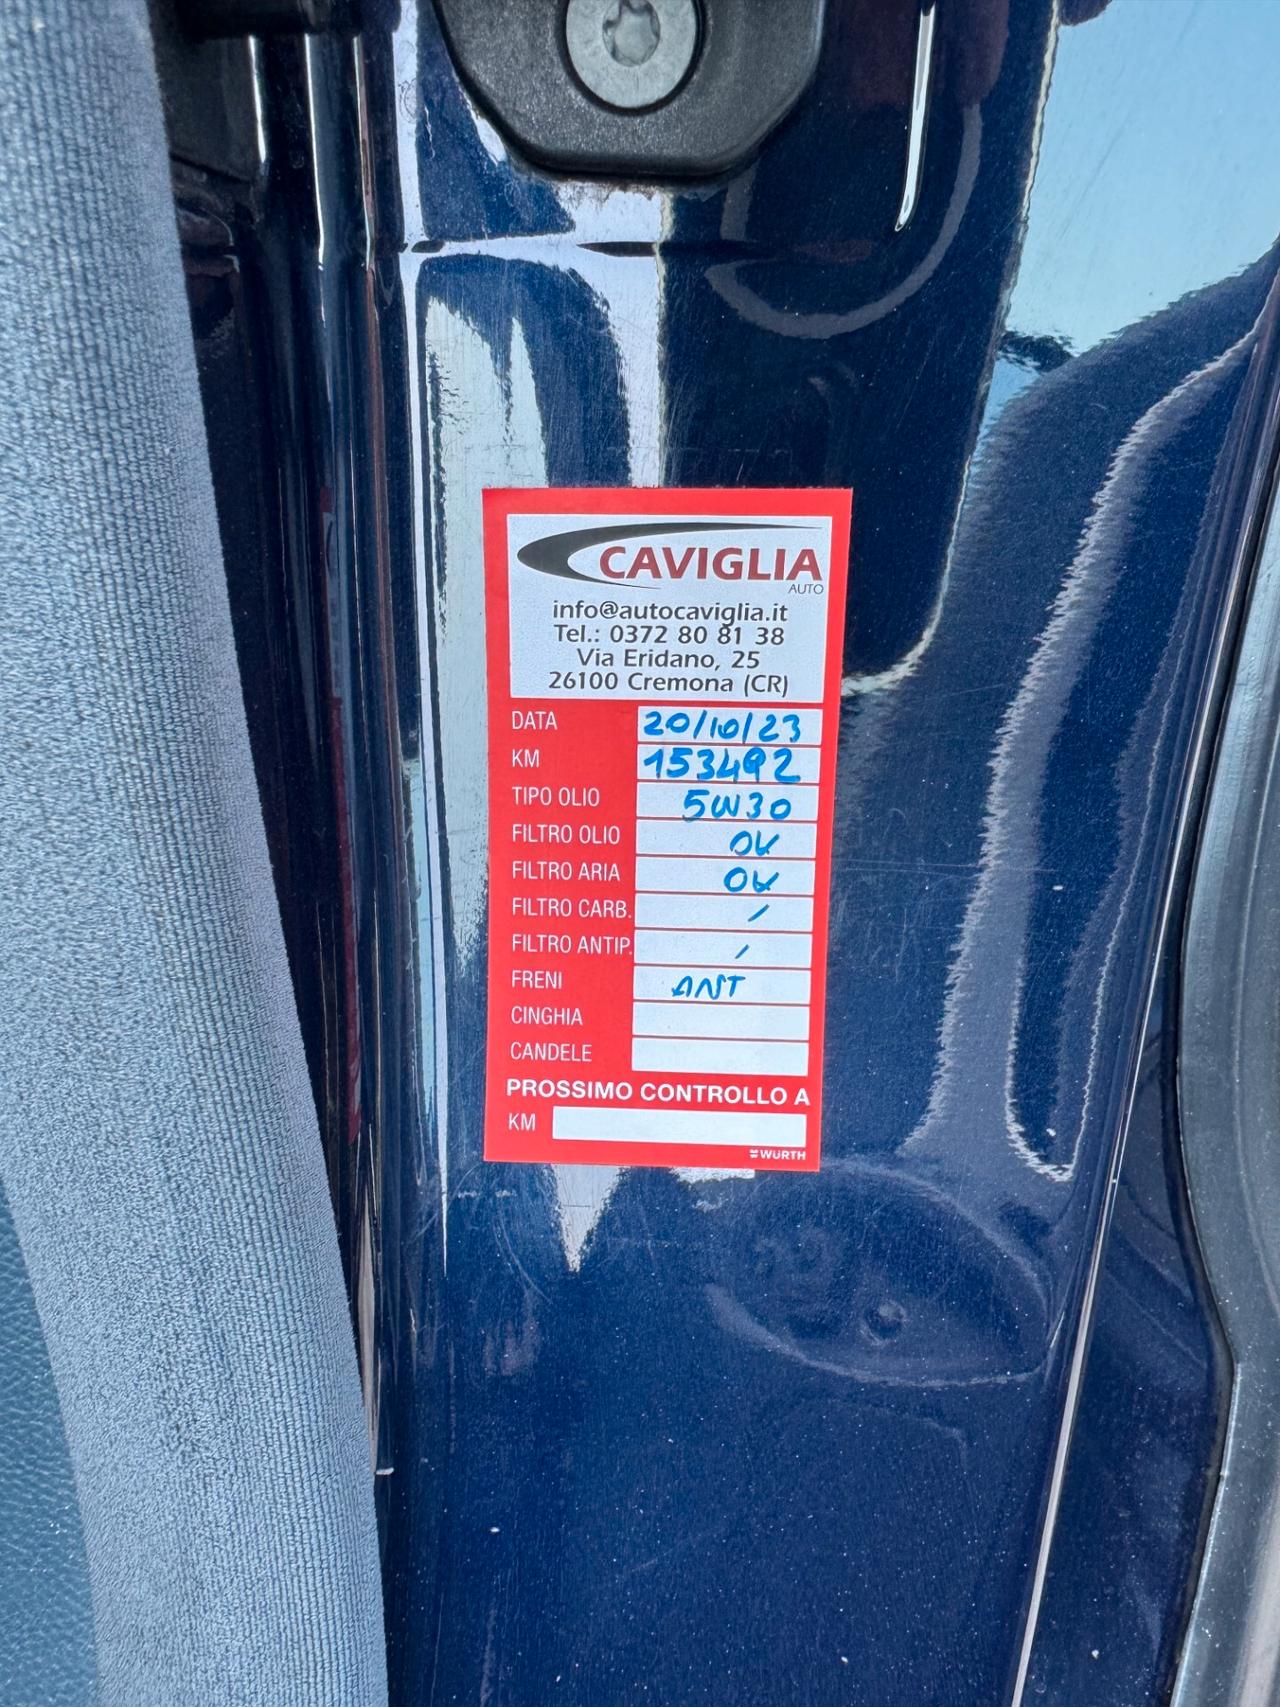 CAVIGLIA
AUTO
info@autocaviglia.it
Tel.: 0372 80 81 38
Via Eridano, 25
26100 Cremona (CR)
DATA 20/10/23
KM 153492
TIPO OLIO 5W30
FILTRO OLIO OK
FILTRO ARIA OK
FILTRO CARB. /
FILTRO ANTIP. /
FRENI ANT
CINGHIA
CANDELE
PROSSIMO CONTROLLO A
KM
WÜRTH